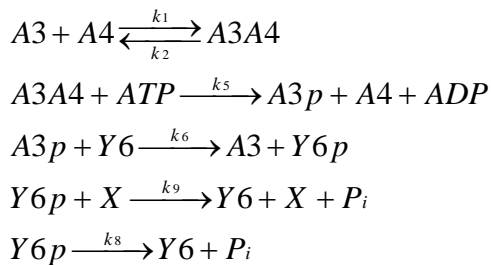 A3 + A4 ⇌ A3A4 k1 k2
A3A4 + ATP —k5→ A3p + A4 + ADP
A3p + Y6 —k6→ A3 + Y6p
Y6p + X —k9→ Y6 + X + Pi
Y6p —k8→ Y6 + Pi